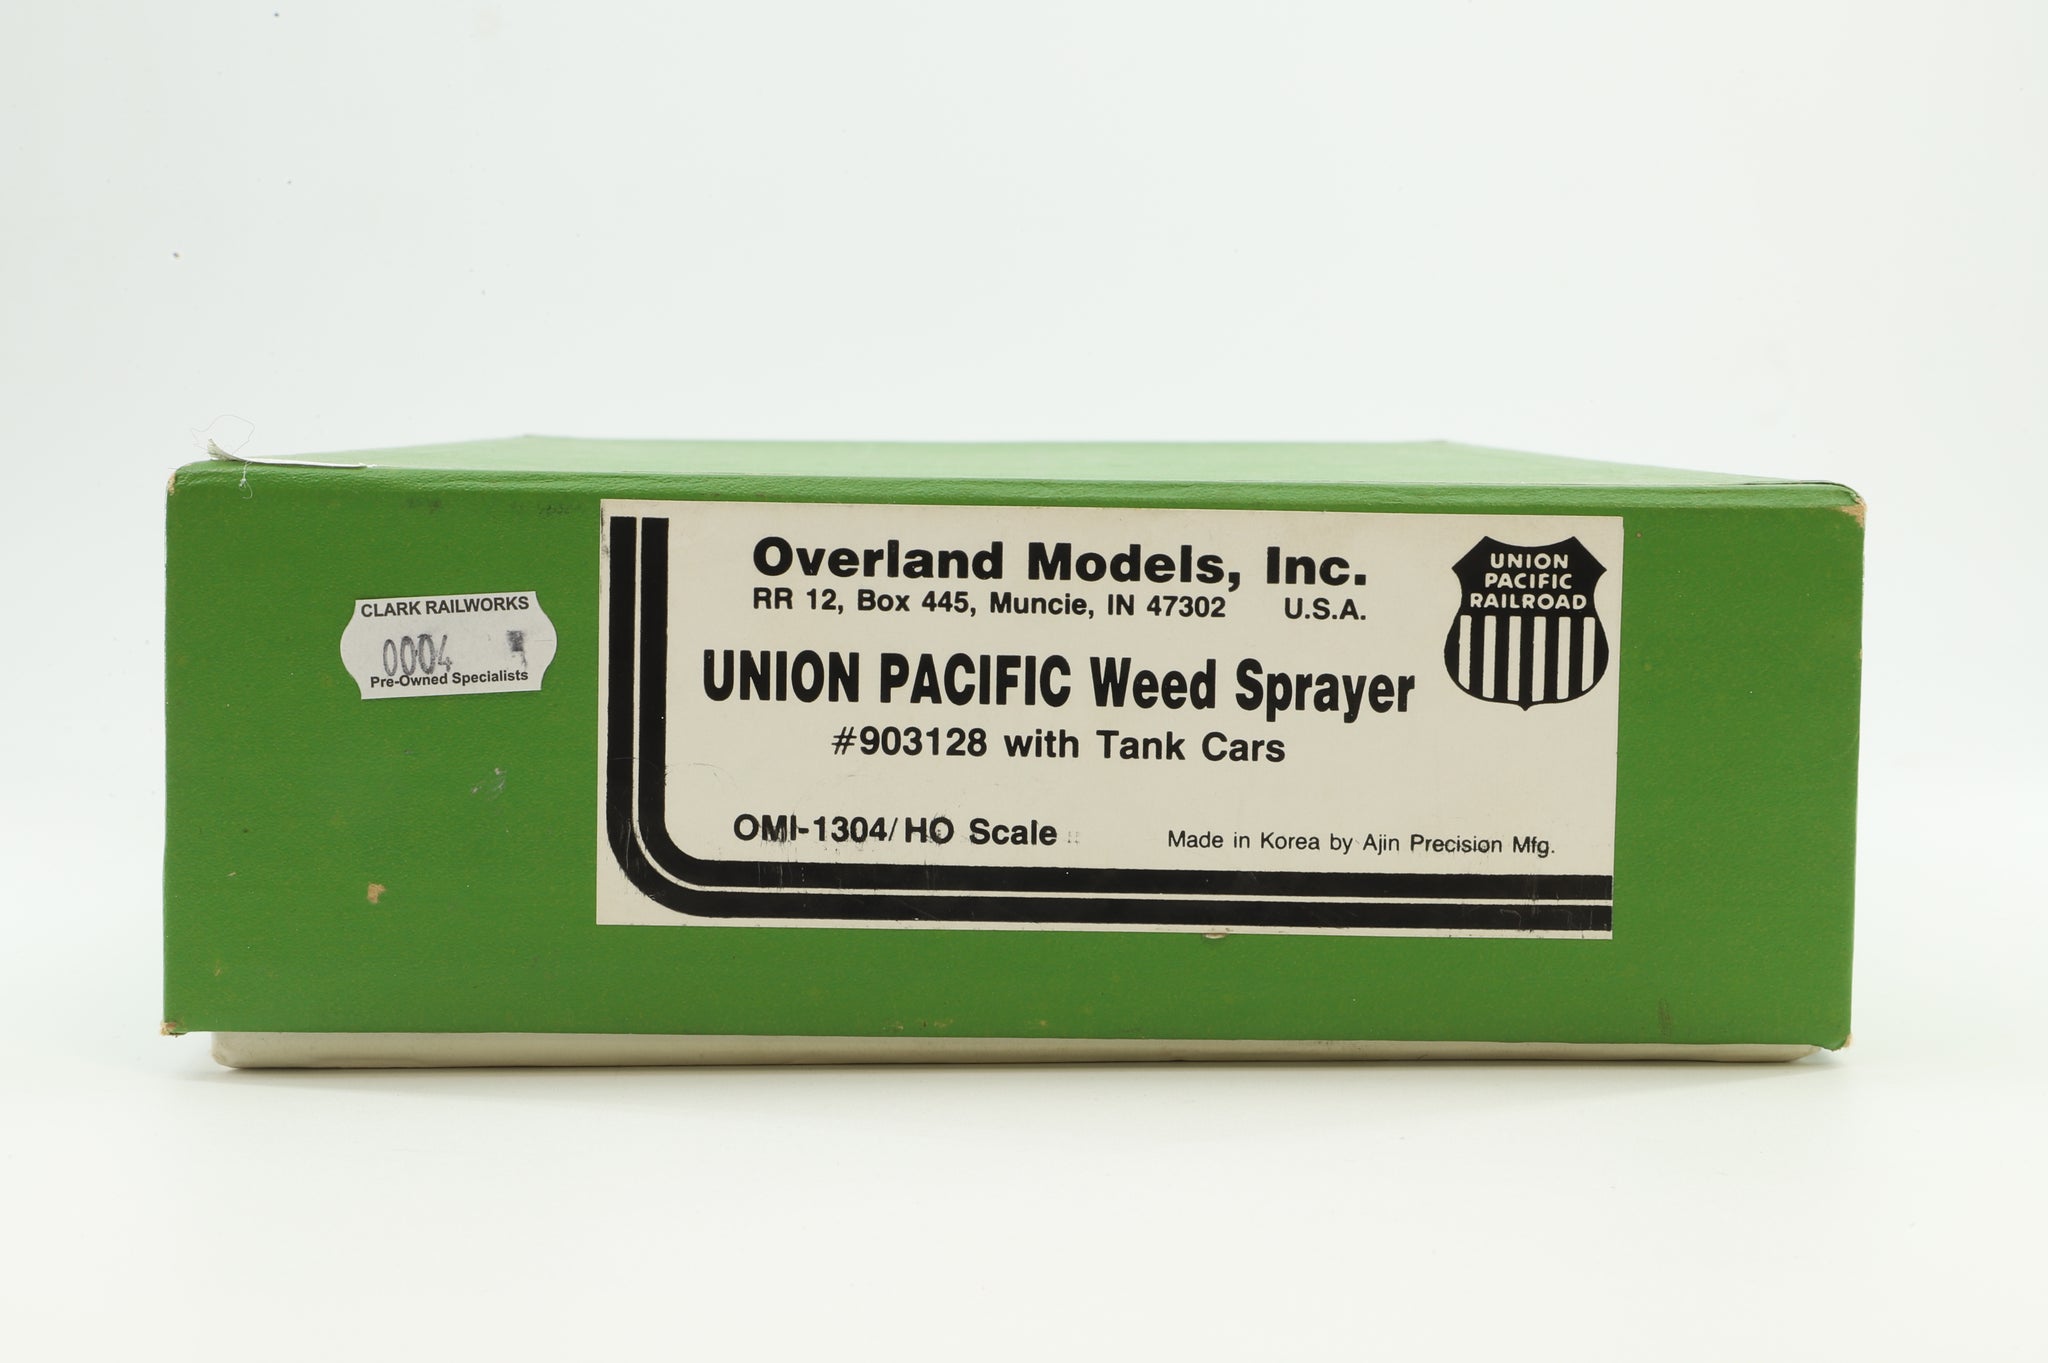 CLARK RAILWORKS
0004
Pre-Owned Specialists
Overland Models, Inc.
RR 12, Box 445, Muncie, IN 47302 U.S.A.
UNION PACIFIC Weed Sprayer
#903128 with Tank Cars
OMI-1304/HO Scale
Made in Korea by Ajin Precision Mfg.
UNION
PACIFIC
RAILROAD